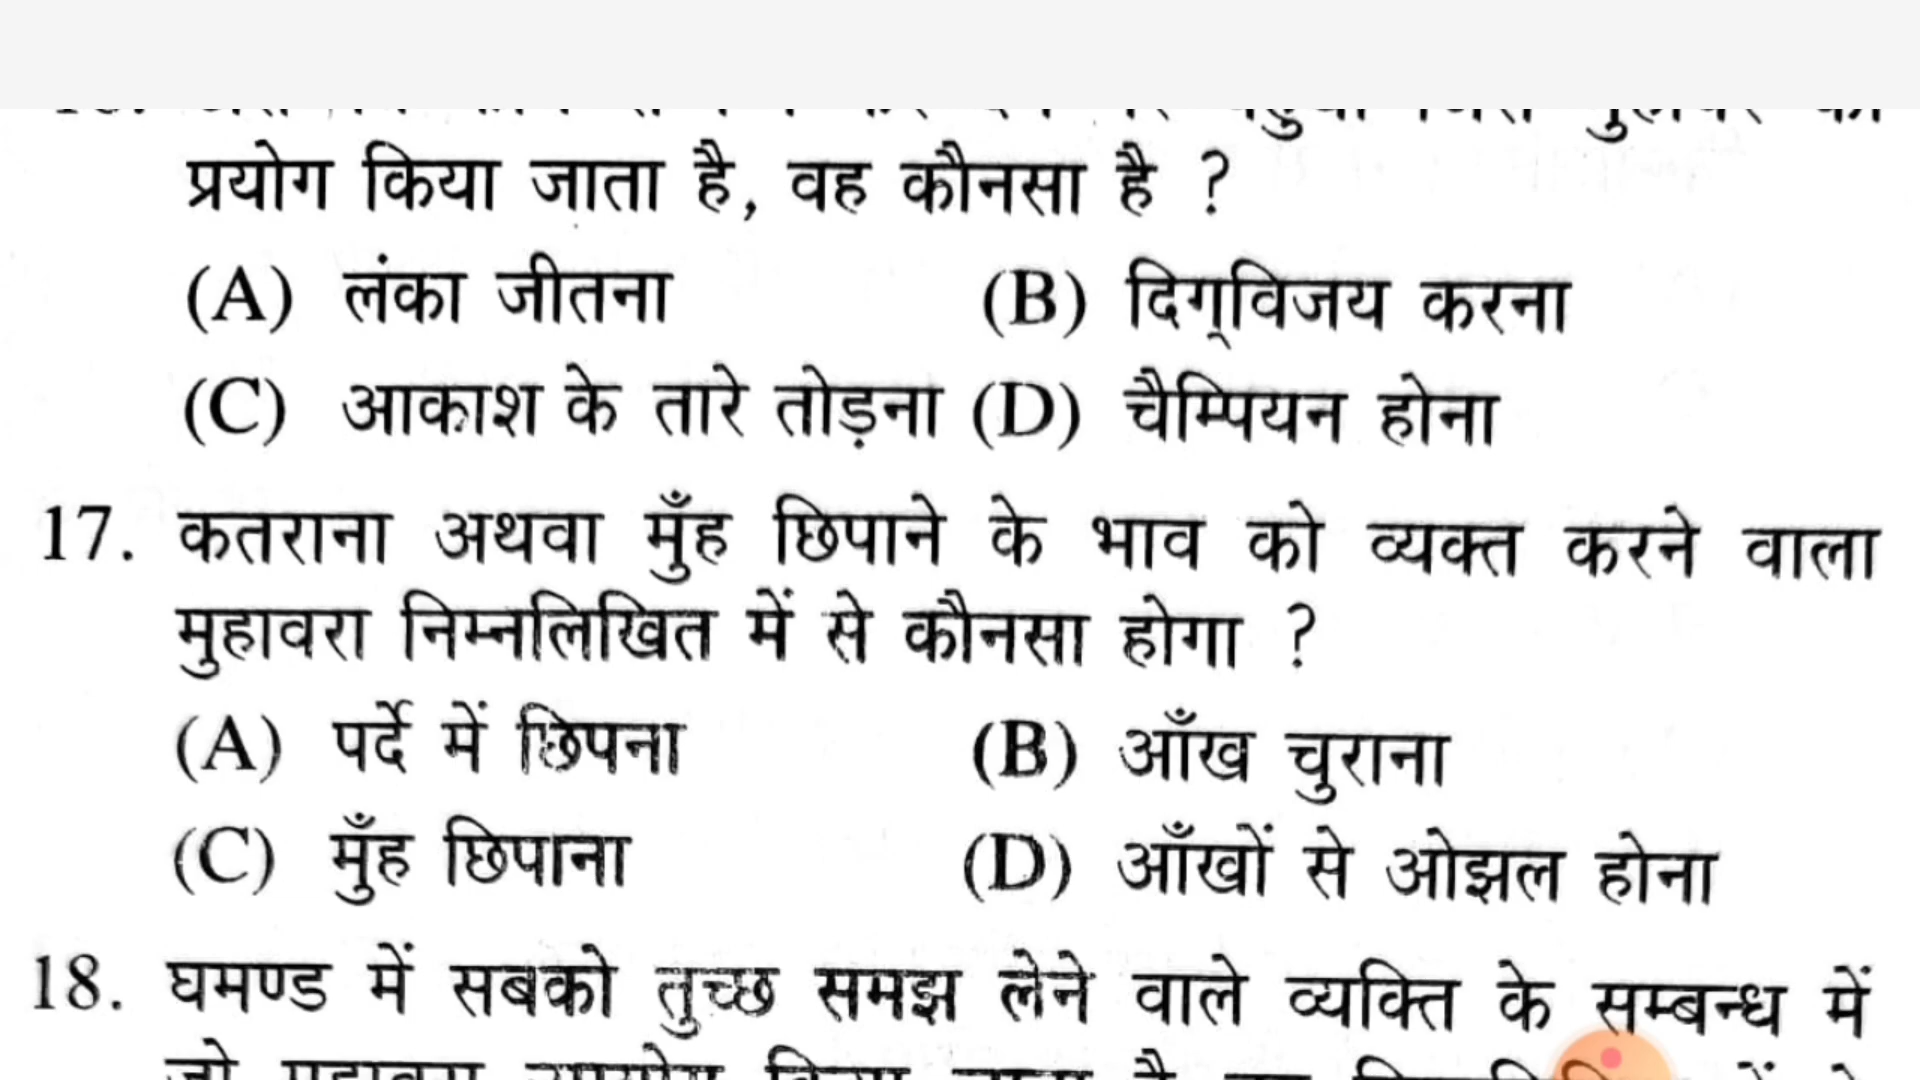 प्रयोग किया जाता है, वह कौनसा है ?
(A) लंका जीतना (B) दिग्विजय करना
(C) आकाश के तारे तोड़ना (D) चैम्पियन होना
17. कतराना अथवा मुँह छिपाने के भाव को व्यक्त करने वाला
मुहावरा निम्नलिखित में से कौनसा होगा ?
(A) पर्दे में छिपना (B) आँख चुराना
(C) मुँह छिपाना (D) आँखों से ओझल होना
18. घमण्ड में सबको तुच्छ समझ लेने वाले व्यक्ति के सम्बन्ध में